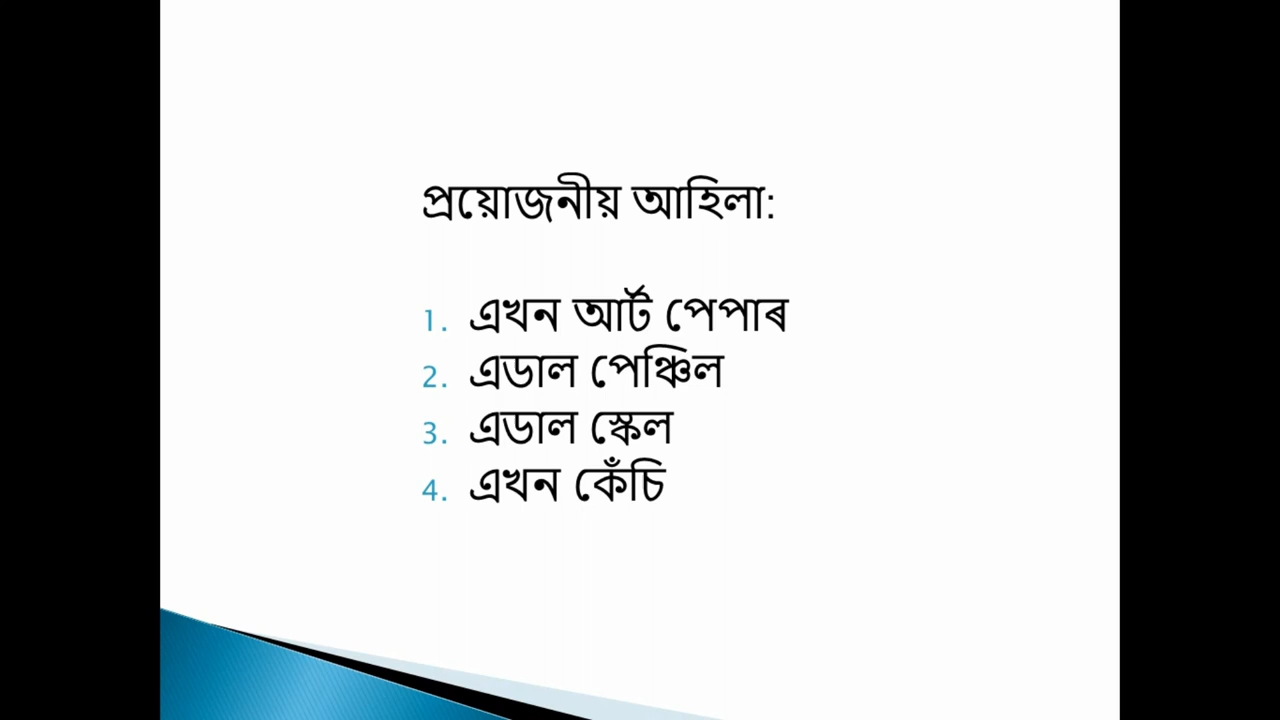 প্ৰয়োজনীয় আহিলা:
1. এখন আৰ্ট পেপাৰ
2. এডাল পেঞ্চিল
3. এডাল স্কেল
4. এখন কেঁচি